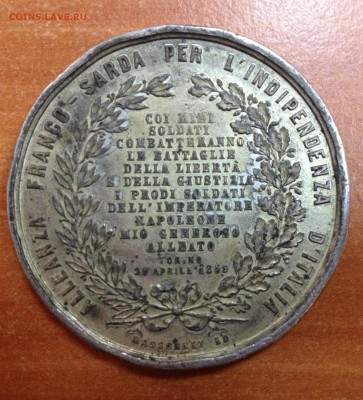 COINS.LAVE.RU
ALLEANZA FRANCO-SARDA PER L'INDIPENDENZA D'ITALIA
COI MIEI
SOLDATI
COMBATTERANNO
LE BATTAGLIE
DELLA LIBERTÀ
E DELLA GIUSTIZIA
I PRODI SOLDATI
DELL'IMPERATORE
NAPOLEONE
MIO GENEROSO
ALLEATO
TORINO
29 APRILE 1859